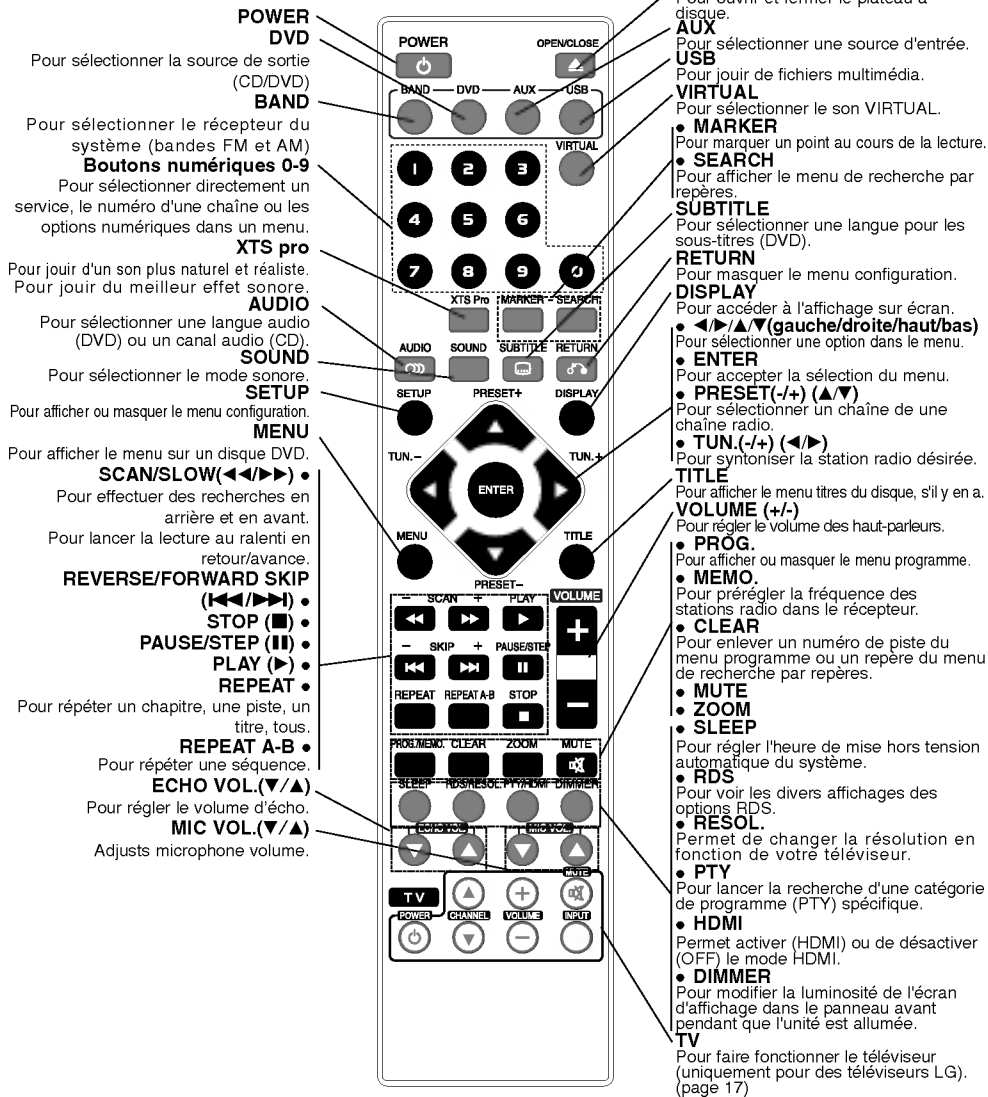 POWER
DVD
Pour sélectionner la source de sortie
(CD/DVD)
BAND
Pour sélectionner le récepteur du
système (bandes FM et AM)
Boutons numériques 0-9
Pour sélectionner directement un
service, le numéro d'une chaîne ou les
options numériques dans un menu.
XTS pro
Pour jouir d'un son plus naturel et réaliste.
Pour jouir du meilleur effet sonore.
AUDIO
Pour sélectionner une langue audio
(DVD) ou un canal audio (CD).
SOUND
Pour sélectionner le mode sonore.
SETUP
Pour afficher ou masquer le menu configuration.
MENU
Pour afficher le menu sur un disque DVD.
SCAN/SLOW(◀◀/▶▶) ●
Pour effectuer des recherches en
arrière et en avant.
Pour lancer la lecture au ralenti en
retour/avance.
REVERSE/FORWARD SKIP
(I◀◀/▶▶I) ●
STOP (■) ●
PAUSE/STEP (II) ●
PLAY (▶) ●
REPEAT ●
Pour répéter un chapitre, une piste, un
titre, tous.
REPEAT A-B ●
Pour répéter une séquence.
ECHO VOL.(▼/▲)
Pour régler le volume d'écho.
MIC VOL.(▼/▲)
Adjusts microphone volume.
POWER OPEN/CLOSE
BAND DVD AUX USB
VIRTUAL
1 2 3
4 5 6
7 8 9 0
XTS Pro MARKER SEARCH
AUDIO SOUND SUBTITLE RETURN
SETUP PRESET+ DISPLAY
TUN.- TUN.+
ENTER
MENU TITLE
PRESET-
- SCAN + PLAY VOLUME
+
- SKIP + PAUSE/STEP
REPEAT REPEAT A-B STOP
-
PROG./MEMO. CLEAR ZOOM MUTE
SLEEP RDS/RESOL. PTY/HDMI DIMMER
ECHO VOL. MIC VOL.
MUTE
TV
POWER CHANNEL VOLUME INPUT
Pour ouvrir et fermer le plateau à
disque.
AUX
Pour sélectionner une source d'entrée.
USB
Pour jouir de fichiers multimédia.
VIRTUAL
Pour sélectionner le son VIRTUAL.
● MARKER
Pour marquer un point au cours de la lecture.
● SEARCH
Pour afficher le menu de recherche par
repères.
SUBTITLE
Pour sélectionner une langue pour les
sous-titres (DVD).
RETURN
Pour masquer le menu configuration.
DISPLAY
Pour accéder à l'affichage sur écran.
● ◀/▶/▲/▼(gauche/droite/haut/bas)
Pour sélectionner une option dans le menu.
● ENTER
Pour accepter la sélection du menu.
● PRESET(-/+) (▲/▼)
Pour sélectionner un chaîne de une
chaîne radio.
● TUN.(-/+) (◀/▶)
Pour syntoniser la station radio désirée.
TITLE
Pour afficher le menu titres du disque, s'il y en a.
VOLUME (+/-)
Pour régler le volume des haut-parleurs.
● PROG.
Pour afficher ou masquer le menu programme.
● MEMO.
Pour prérégler la fréquence des
stations radio dans le récepteur.
● CLEAR
Pour enlever un numéro de piste du
menu programme ou un repère du menu
de recherche par repères.
● MUTE
● ZOOM
● SLEEP
Pour régler l'heure de mise hors tension
automatique du système.
● RDS
Pour voir les divers affichages des
options RDS.
● RESOL.
Permet de changer la résolution en
fonction de votre téléviseur.
● PTY
Pour lancer la recherche d'une catégorie
de programme (PTY) spécifique.
● HDMI
Permet activer (HDMI) ou de désactiver
(OFF) le mode HDMI.
● DIMMER
Pour modifier la luminosité de l'écran
d'affichage dans le panneau avant
pendant que l'unité est allumée.
TV
Pour faire fonctionner le téléviseur
(uniquement pour des téléviseurs LG).
(page 17)